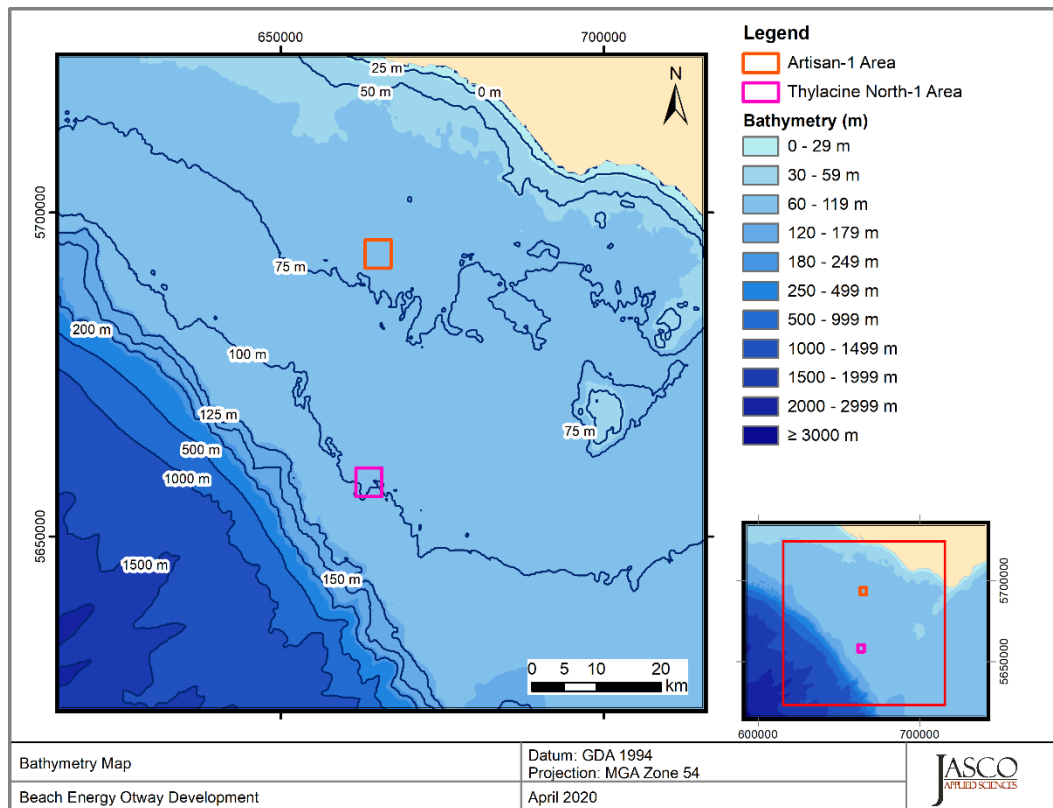 650000
700000
5700000
5650000
25 m
0 m
50 m
N
75 m
200 m
100 m
125 m
75 m
500 m
1000 m
1500 m
150 m
0 5 10 20
km
Legend
Artisan-1 Area
Thylacine North-1 Area
Bathymetry (m)
0 - 29 m
30 - 59 m
60 - 119 m
120 - 179 m
180 - 249 m
250 - 499 m
500 - 999 m
1000 - 1499 m
1500 - 1999 m
2000 - 2999 m
≥ 3000 m
5700000
5650000
600000
700000
Bathymetry Map
Datum: GDA 1994
Projection: MGA Zone 54
Beach Energy Otway Development
April 2020
JASCO
APPLIED SCIENCES